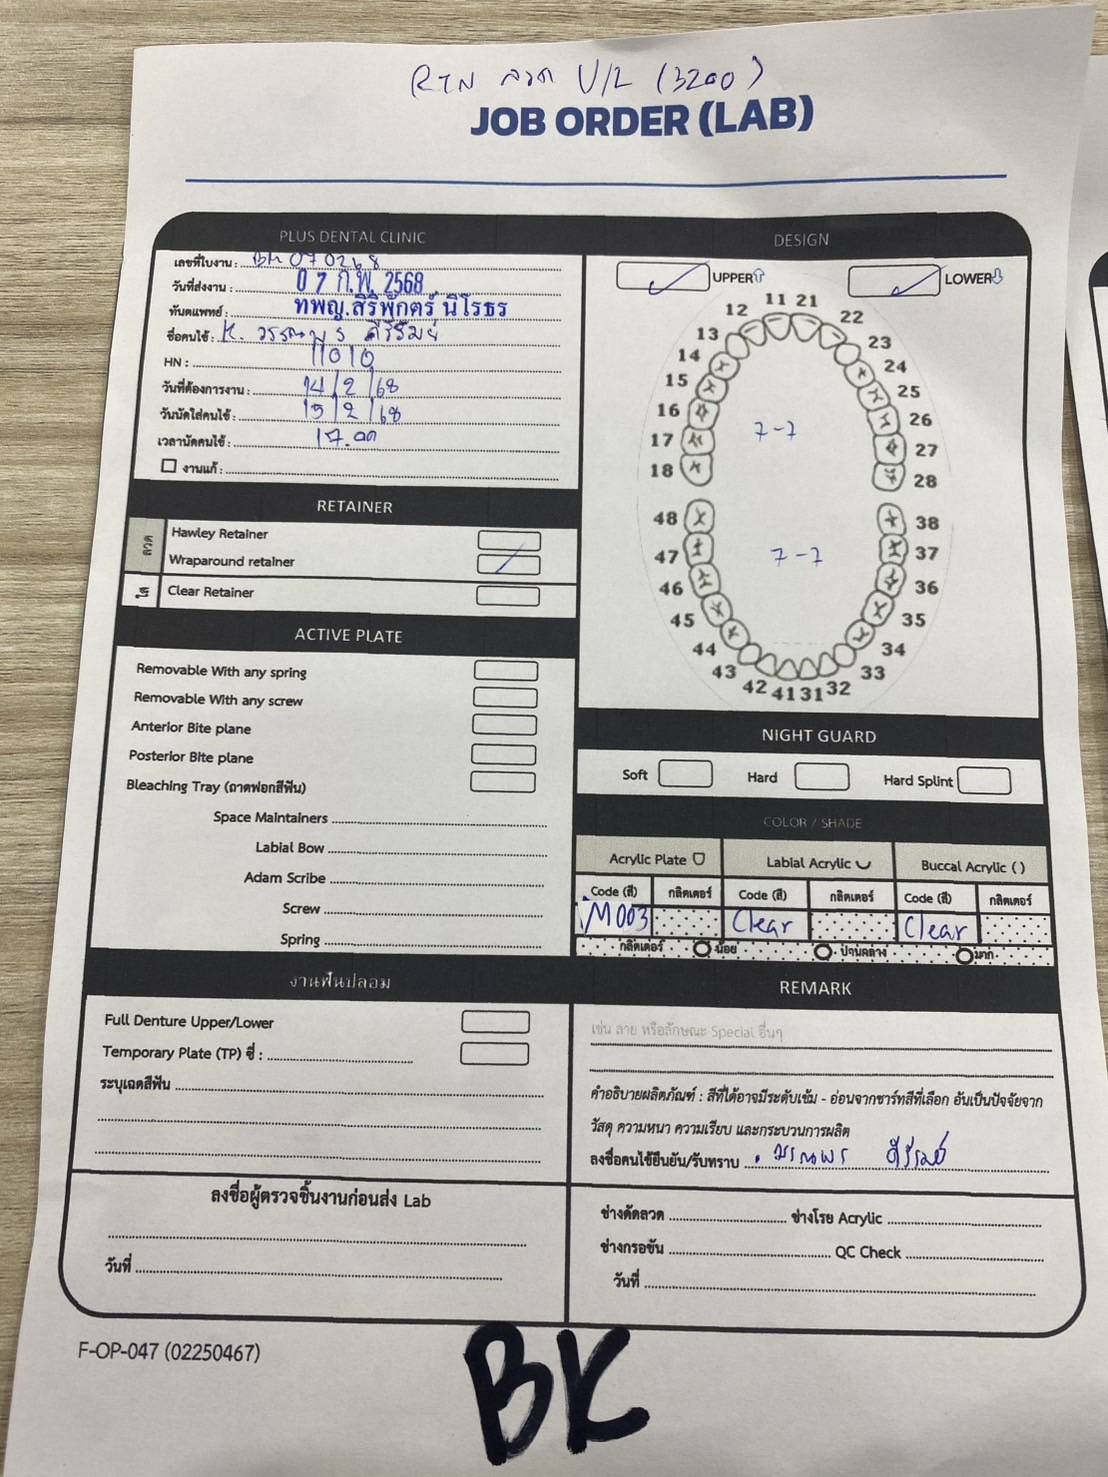 RTN ลวด U/L (3200)
JOB ORDER (LAB)
PLUS DENTAL CLINIC
เลขที่ใบงาน : BK070268
วันที่ส่งงาน : 07 ก.พ. 2568
ทันตแพทย์ : ทพญ.สิริพักตร์ นิโรธร
ชื่อคนไข้ : K.
HN : 11010
วันที่ต้องการงาน : 14/2/68
วันนัดใส่คนไข้ : 15/2/68
เวลานัดคนไข้ : 17.00
งานแก้ :
DESIGN
UPPER
LOWER
11 21
12 22
13 23
14 24
15 25
16 26
17 27
18 28
7-7
48 38
47 37
46 36
45 35
44 34
43 33
42 41 31 32
7-7
RETAINER
ลวด
Hawley Retainer
Wraparound retainer
ใส
Clear Retainer
ACTIVE PLATE
Removable With any spring
Removable With any screw
Anterior Bite plane
Posterior Bite plane
Bleaching Tray (ถาดฟอกสีฟัน)
Space Maintainers
Labial Bow
Adam Scribe
Screw
Spring
NIGHT GUARD
Soft Hard Hard Splint
COLOR / SHADE
Acrylic Plate Labial Acrylic Buccal Acrylic ( )
Code (สี) กลิตเตอร์ Code (สี) กลิตเตอร์ Code (สี) กลิตเตอร์
M003 Clear Clear
กลิตเตอร์ น้อย ปานกลาง มาก
งานฟันปลอม
Full Denture Upper/Lower
Temporary Plate (TP) ซี่ :
ระบุเฉดสีฟัน
REMARK
เช่น ลาย หรือลักษณะ Special อื่นๆ
คำอธิบายผลิตภัณฑ์ : สีที่ได้อาจมีระดับเข้ม - อ่อนจากชาร์ทสีที่เลือก อันเป็นปัจจัยจาก
วัสดุ ความหนา ความเรียบ และกระบวนการผลิต
ลงชื่อคนไข้ยืนยัน/รับทราบ
ลงชื่อผู้ตรวจชิ้นงานก่อนส่ง Lab
วันที่
ช่างดัดลวด ช่างโรย Acrylic
ช่างกรอขัน QC Check
วันที่
F-OP-047 (02250467)
BK